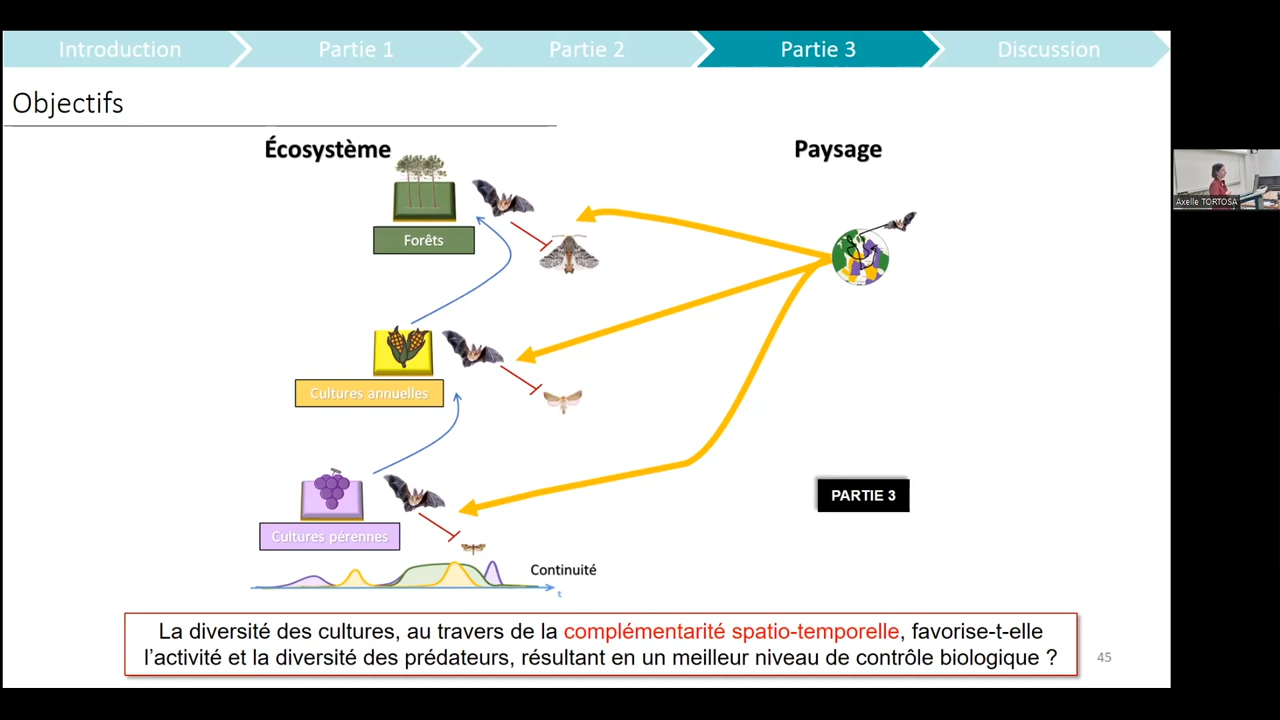 Introduction
Partie 1
Partie 2
Partie 3
Discussion
Objectifs
Écosystème
Paysage
Forêts
Cultures annuelles
Cultures pérennes
PARTIE 3
Continuité
t
La diversité des cultures, au travers de la complémentarité spatio-temporelle, favorise-t-elle
l'activité et la diversité des prédateurs, résultant en un meilleur niveau de contrôle biologique ?
45
Axelle TORTOSA